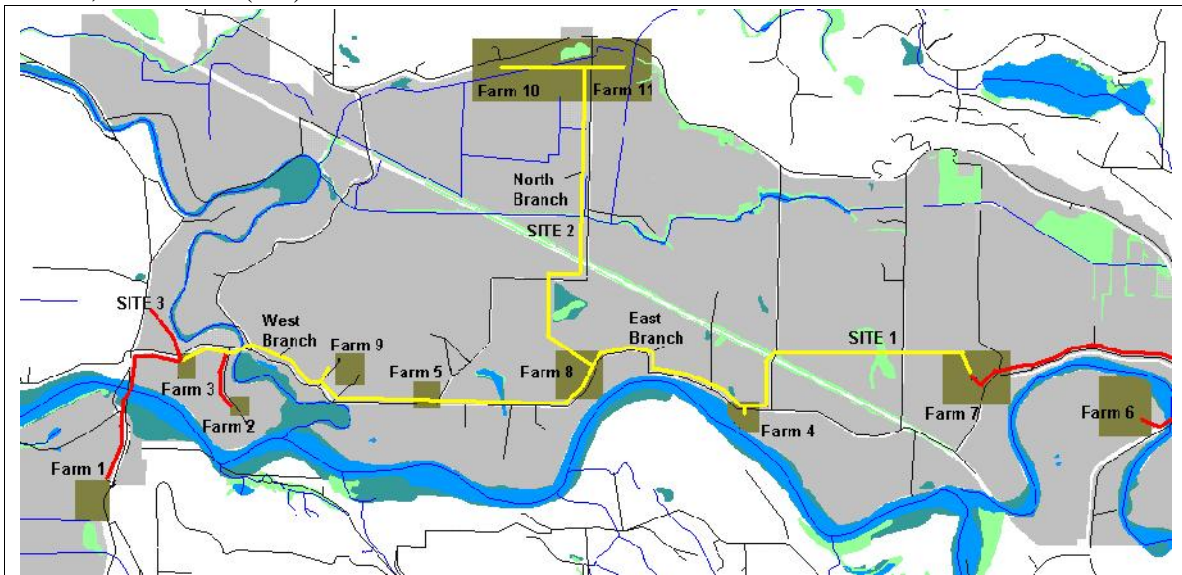 Farm 10
Farm 11
North
Branch
SITE 2
SITE 3
West
Branch
East
Branch
SITE 1
Farm 9
Farm 3
Farm 5
Farm 8
Farm 7
Farm 6
Farm 2
Farm 4
Farm 1